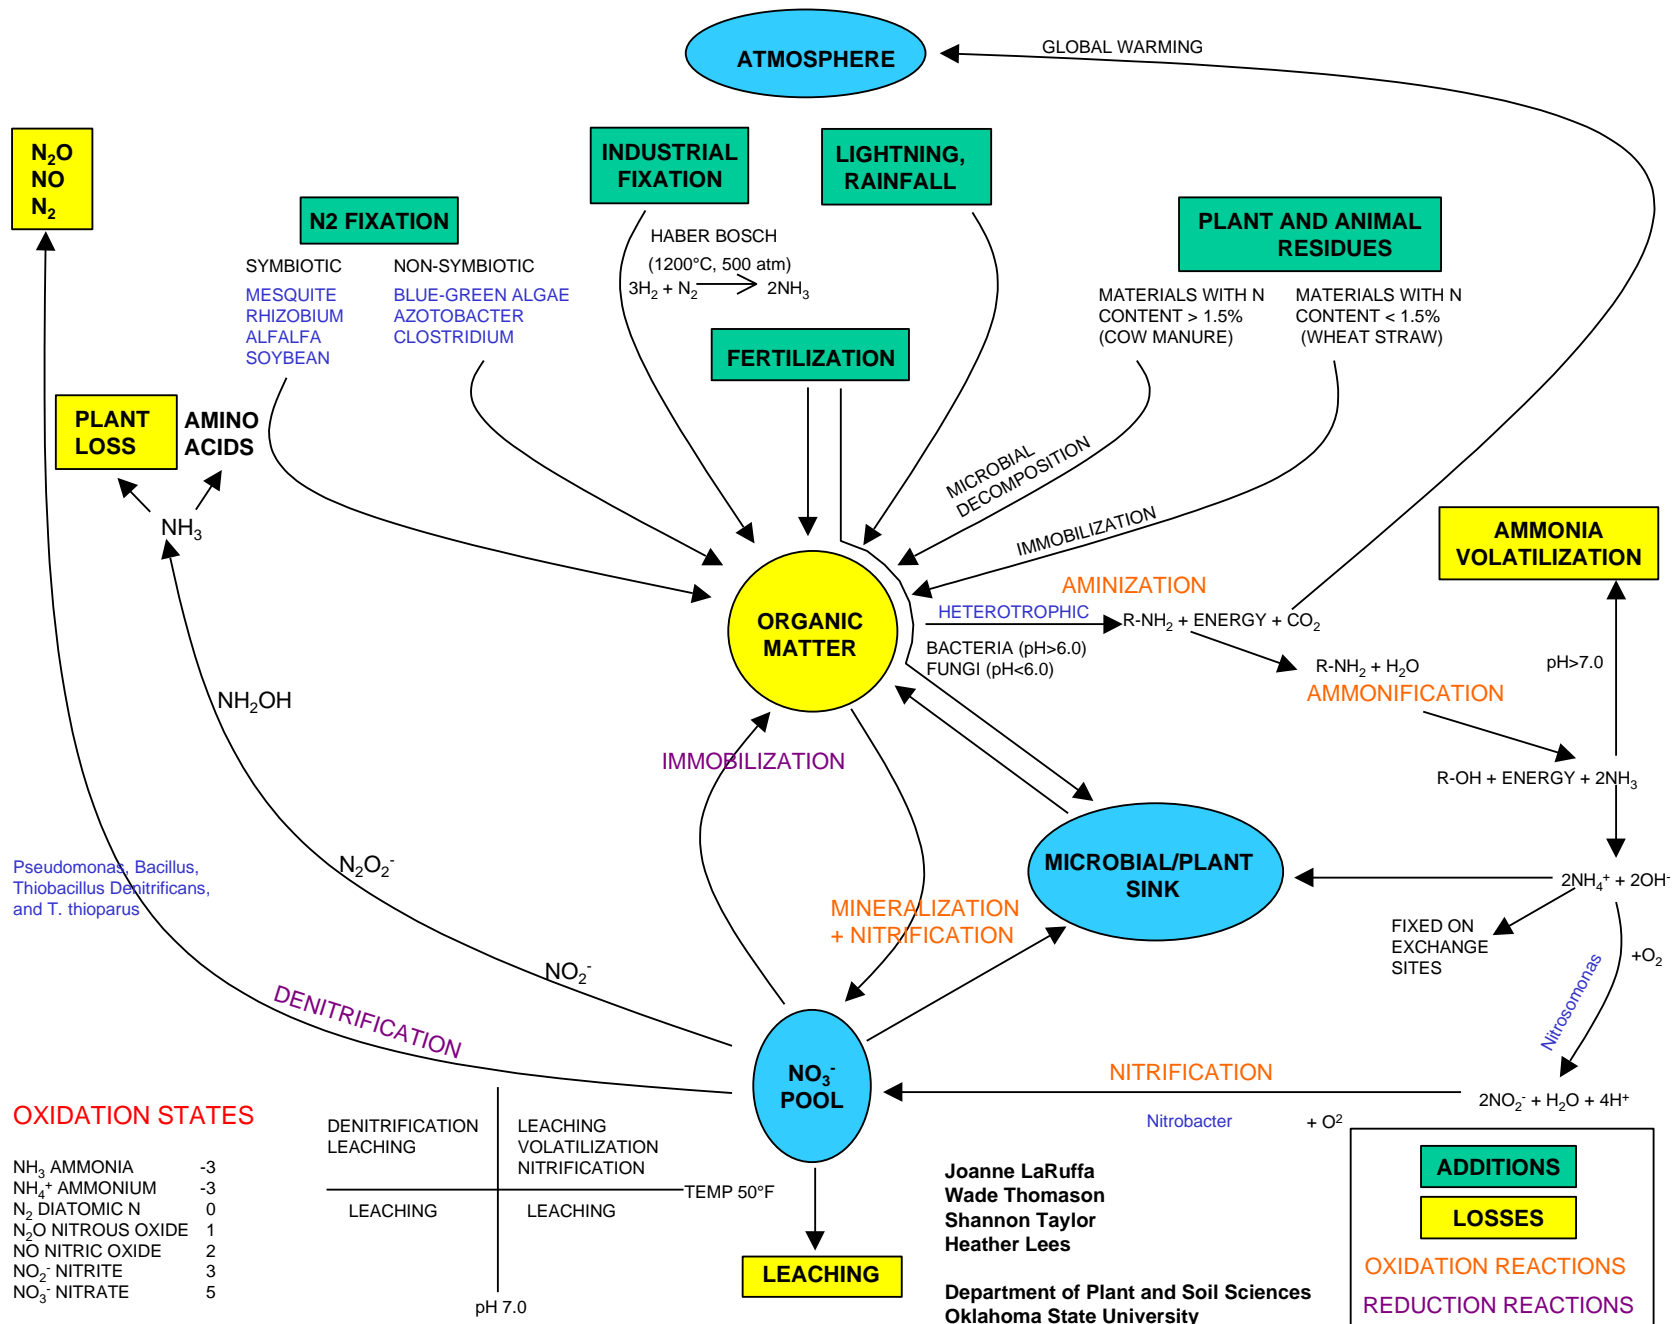 ATMOSPHERE
GLOBAL WARMING
N₂O
NO
N₂
N2 FIXATION
SYMBIOTIC
MESQUITE
RHIZOBIUM
ALFALFA
SOYBEAN
NON-SYMBIOTIC
BLUE-GREEN ALGAE
AZOTOBACTER
CLOSTRIDIUM
INDUSTRIAL
FIXATION
HABER BOSCH
(1200°C, 500 atm)
3H₂ + N₂ → 2NH₃
LIGHTNING,
RAINFALL
FERTILIZATION
PLANT AND ANIMAL
RESIDUES
MATERIALS WITH N
CONTENT > 1.5%
(COW MANURE)
MATERIALS WITH N
CONTENT < 1.5%
(WHEAT STRAW)
PLANT
LOSS
AMINO
ACIDS
NH₃
MICROBIAL
DECOMPOSITION
IMMOBILIZATION
AMMONIA
VOLATILIZATION
ORGANIC
MATTER
AMINIZATION
HETEROTROPHIC
R-NH₂ + ENERGY + CO₂
BACTERIA (pH>6.0)
FUNGI (pH<6.0)
R-NH₂ + H₂O
AMMONIFICATION
pH>7.0
R-OH + ENERGY + 2NH₃
NH₂OH
IMMOBILIZATION
N₂O₂⁻
Pseudomonas, Bacillus,
Thiobacillus Denitrificans,
and T. thioparus
MICROBIAL/PLANT
SINK
2NH₄⁺ + 2OH⁻
MINERALIZATION
+ NITRIFICATION
FIXED ON
EXCHANGE
SITES
+O₂
Nitrosomonas
NO₂⁻
DENITRIFICATION
NO₃⁻
POOL
NITRIFICATION
2NO₂⁻ + H₂O + 4H⁺
Nitrobacter
+ O²
OXIDATION STATES
NH₃ AMMONIA -3
NH₄⁺ AMMONIUM -3
N₂ DIATOMIC N 0
N₂O NITROUS OXIDE 1
NO NITRIC OXIDE 2
NO₂⁻ NITRITE 3
NO₃⁻ NITRATE 5
DENITRIFICATION
LEACHING
LEACHING
VOLATILIZATION
NITRIFICATION
TEMP 50°F
LEACHING
LEACHING
pH 7.0
LEACHING
Joanne LaRuffa
Wade Thomason
Shannon Taylor
Heather Lees
Department of Plant and Soil Sciences
Oklahoma State University
ADDITIONS
LOSSES
OXIDATION REACTIONS
REDUCTION REACTIONS